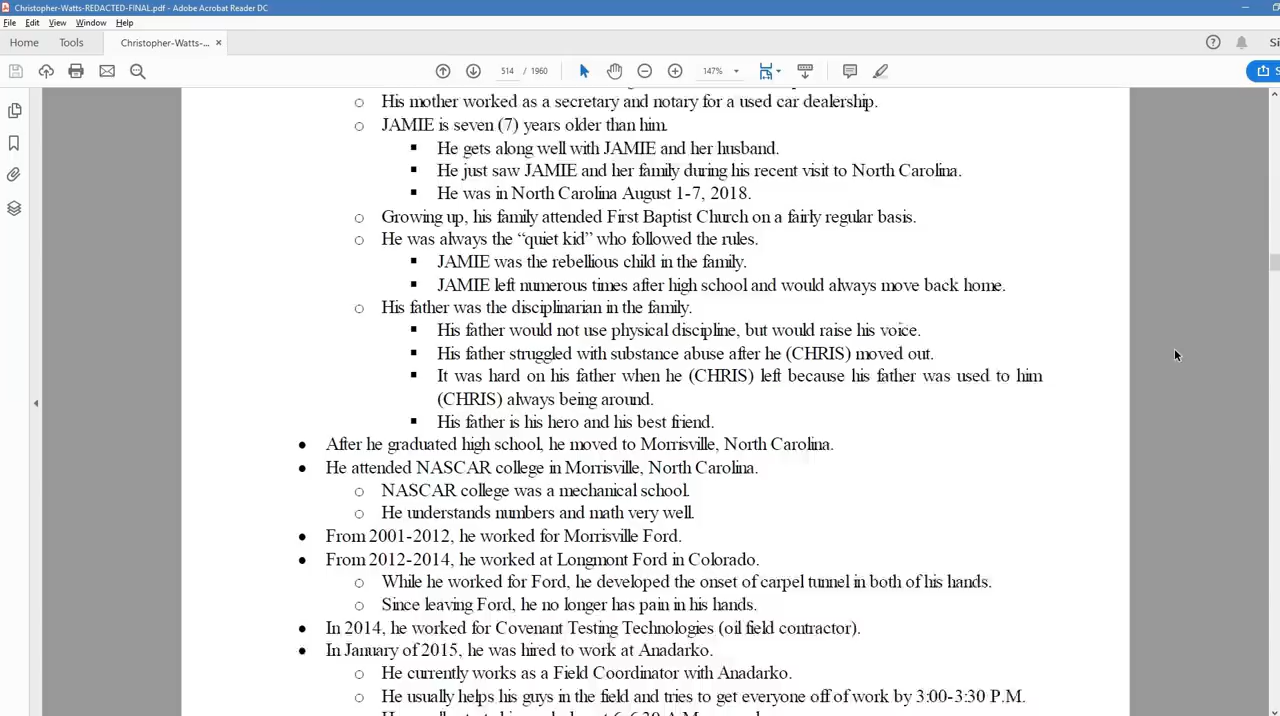 Christopher-Watts-REDACTED-FINAL.pdf - Adobe Acrobat Reader DC
File Edit View Window Help
Home Tools Christopher-Watts-... ×
514 / 1960 147%
His mother worked as a secretary and notary for a used car dealership.
JAMIE is seven (7) years older than him.
He gets along well with JAMIE and her husband.
He just saw JAMIE and her family during his recent visit to North Carolina.
He was in North Carolina August 1-7, 2018.
Growing up, his family attended First Baptist Church on a fairly regular basis.
He was always the “quiet kid” who followed the rules.
JAMIE was the rebellious child in the family.
JAMIE left numerous times after high school and would always move back home.
His father was the disciplinarian in the family.
His father would not use physical discipline, but would raise his voice.
His father struggled with substance abuse after he (CHRIS) moved out.
It was hard on his father when he (CHRIS) left because his father was used to him
(CHRIS) always being around.
His father is his hero and his best friend.
After he graduated high school, he moved to Morrisville, North Carolina.
He attended NASCAR college in Morrisville, North Carolina.
NASCAR college was a mechanical school.
He understands numbers and math very well.
From 2001-2012, he worked for Morrisville Ford.
From 2012-2014, he worked at Longmont Ford in Colorado.
While he worked for Ford, he developed the onset of carpel tunnel in both of his hands.
Since leaving Ford, he no longer has pain in his hands.
In 2014, he worked for Covenant Testing Technologies (oil field contractor).
In January of 2015, he was hired to work at Anadarko.
He currently works as a Field Coordinator with Anadarko.
He usually helps his guys in the field and tries to get everyone off of work by 3:00-3:30 P.M.